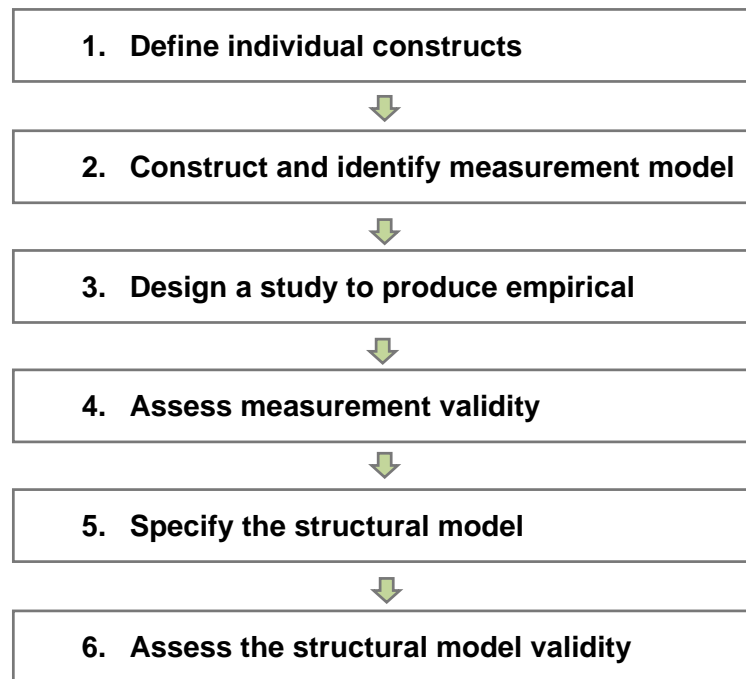 1. Define individual constructs
2. Construct and identify measurement model
3. Design a study to produce empirical
4. Assess measurement validity
5. Specify the structural model
6. Assess the structural model validity